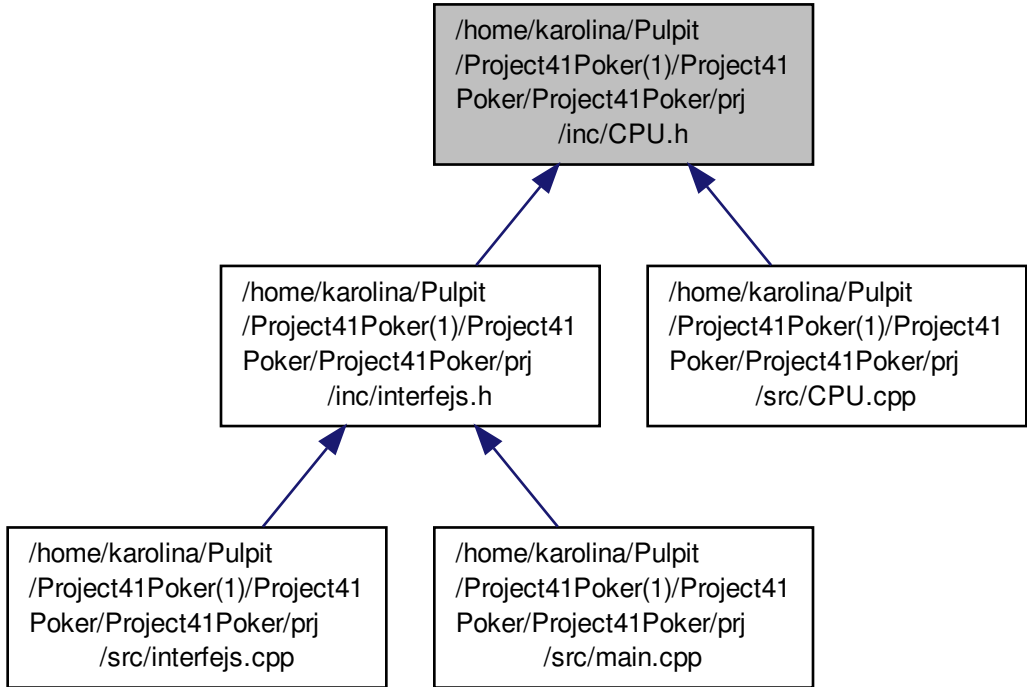 /home/karolina/Pulpit
/Project41Poker(1)/Project41
Poker/Project41Poker/prj
/inc/CPU.h
/home/karolina/Pulpit
/Project41Poker(1)/Project41
Poker/Project41Poker/prj
/inc/interfejs.h
/home/karolina/Pulpit
/Project41Poker(1)/Project41
Poker/Project41Poker/prj
/src/CPU.cpp
/home/karolina/Pulpit
/Project41Poker(1)/Project41
Poker/Project41Poker/prj
/src/interfejs.cpp
/home/karolina/Pulpit
/Project41Poker(1)/Project41
Poker/Project41Poker/prj
/src/main.cpp